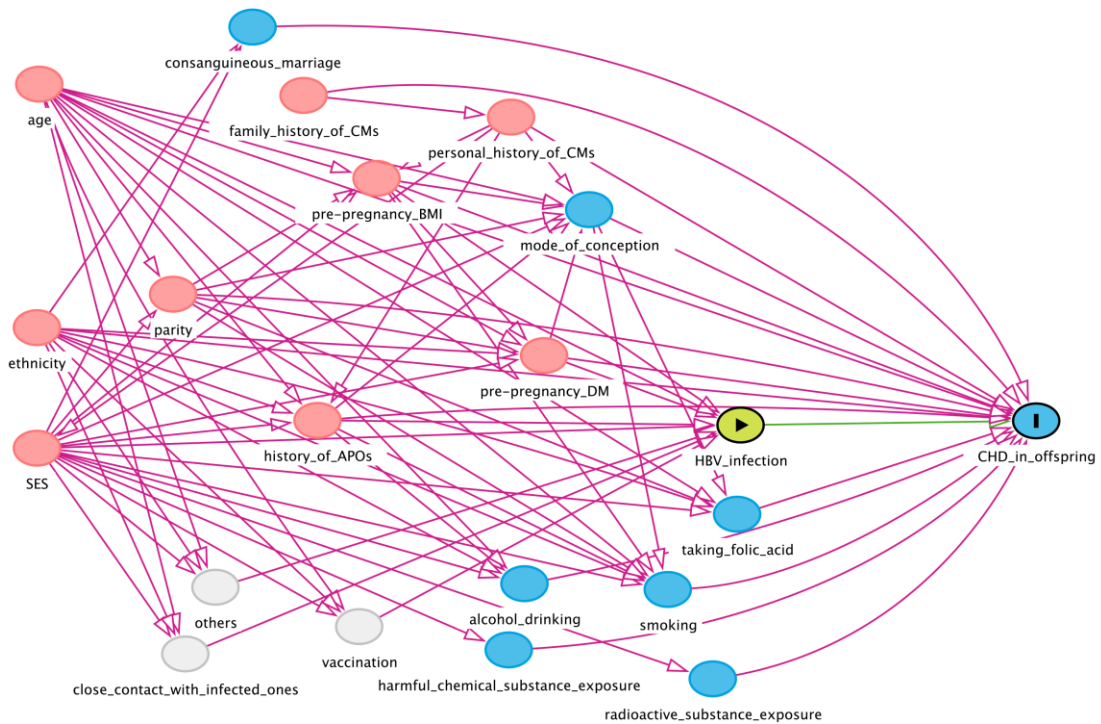 consanguineous_marriage
age
family_history_of_CMs
personal_history_of_CMs
pre-pregnancy_BMI
mode_of_conception
parity
ethnicity
pre-pregnancy_DM
history_of_APOs
HBV_infection
CHD_in_offspring
SES
taking_folic_acid
others
alcohol_drinking
smoking
vaccination
close_contact_with_infected_ones
harmful_chemical_substance_exposure
radioactive_substance_exposure